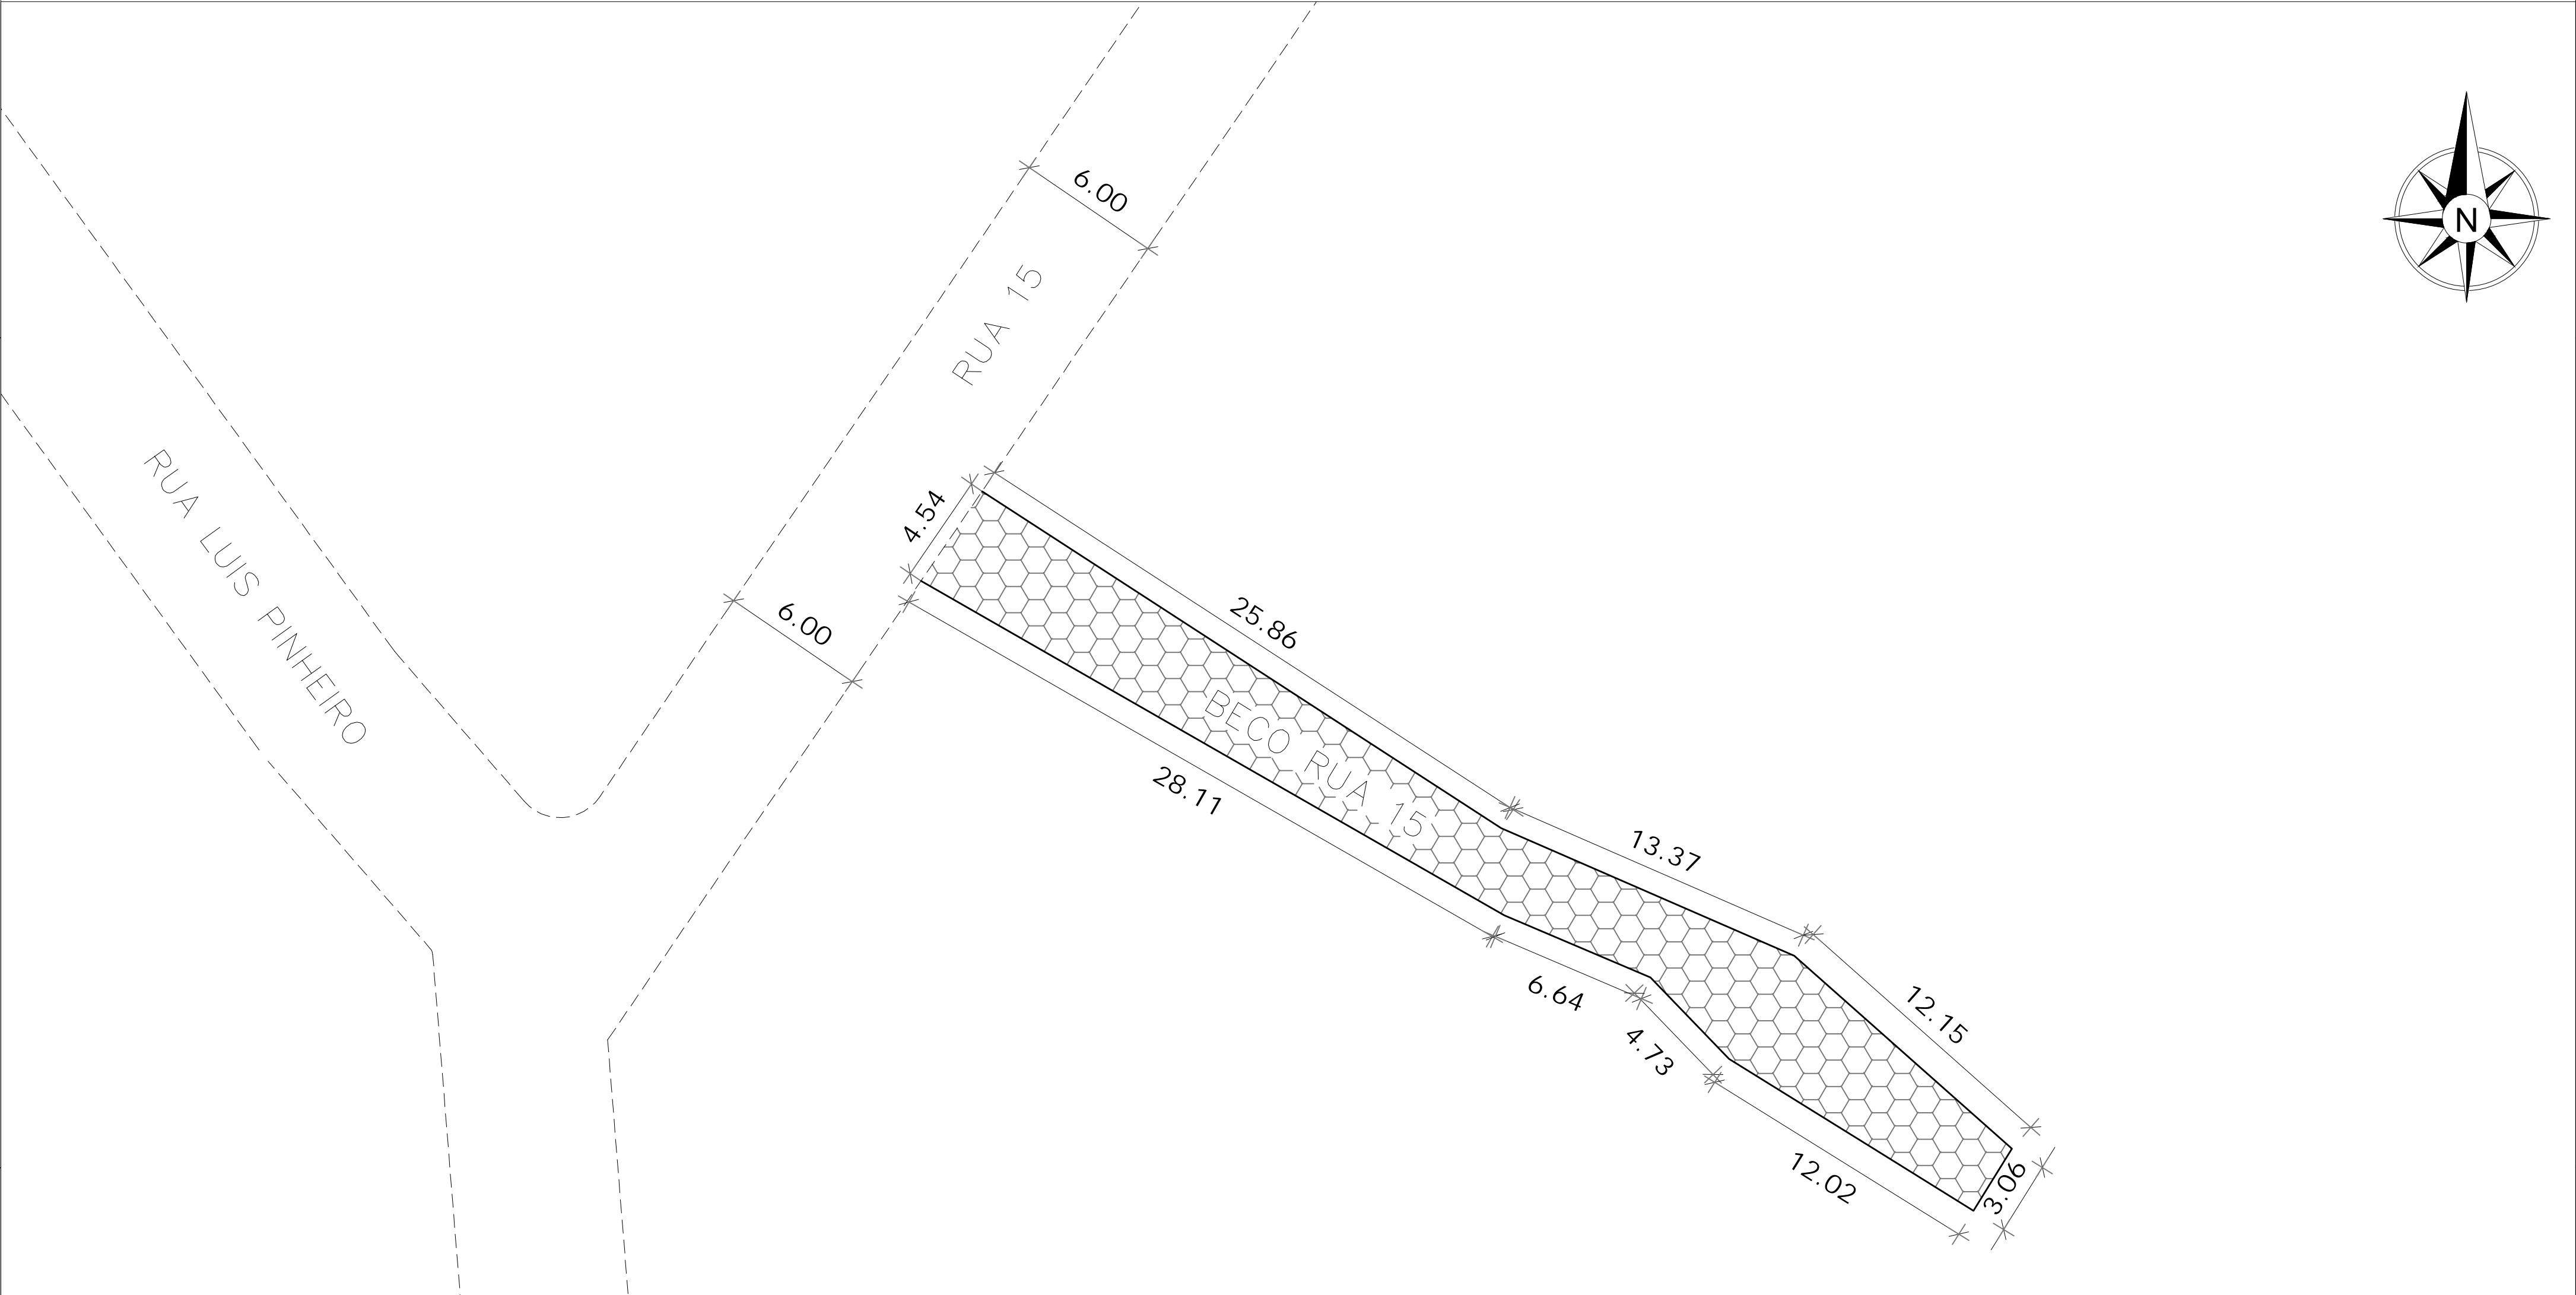 6.00
N
RUA 15
RUA LUIS PINHEIRO
4.54
6.00
25.86
BECO RUA 15
28.11
13.37
6.64
12.15
4.73
12.02
3.06